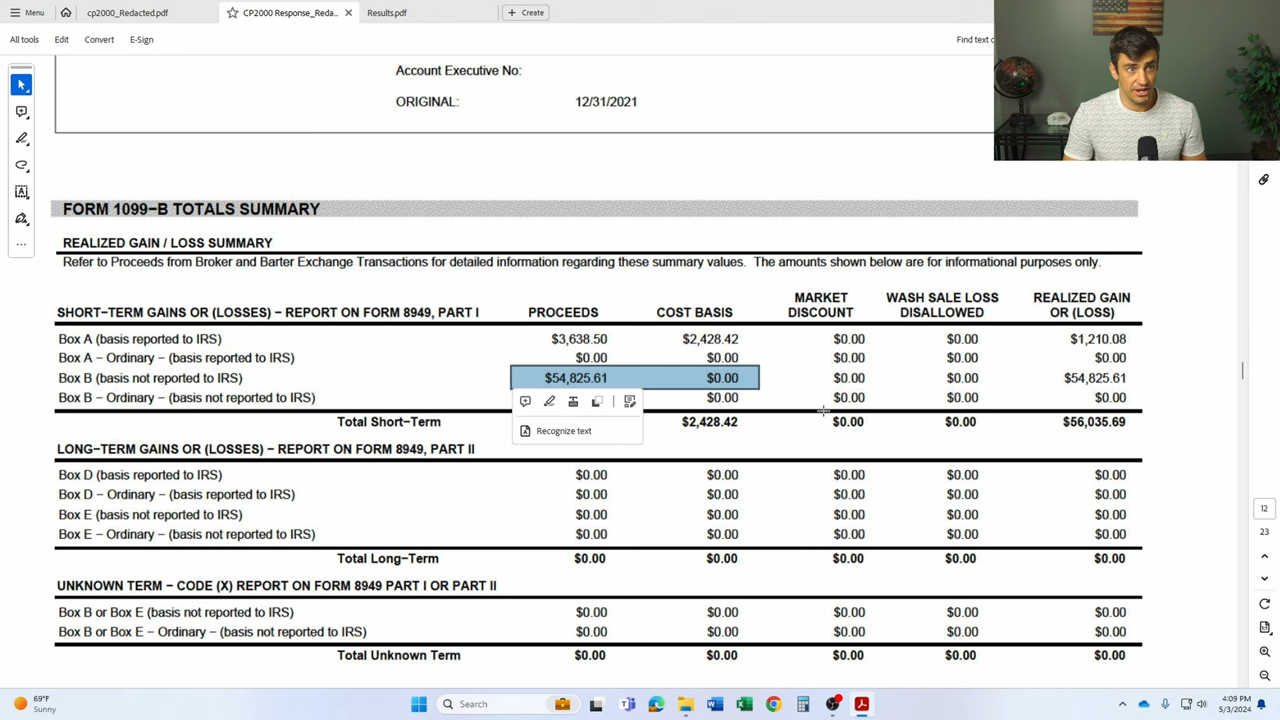 Menu cp2000_Redacted.pdf CP2000 Response_Reda... Results.pdf Create
All tools Edit Convert E-Sign Find text
Account Executive No:
ORIGINAL: 12/31/2021
FORM 1099-B TOTALS SUMMARY
REALIZED GAIN / LOSS SUMMARY
Refer to Proceeds from Broker and Barter Exchange Transactions for detailed information regarding these summary values. The amounts shown below are for informational purposes only.
MARKET WASH SALE LOSS REALIZED GAIN
SHORT-TERM GAINS OR (LOSSES) - REPORT ON FORM 8949, PART I PROCEEDS COST BASIS DISCOUNT DISALLOWED OR (LOSS)
Box A (basis reported to IRS) $3,638.50 $2,428.42 $0.00 $0.00 $1,210.08
Box A - Ordinary - (basis reported to IRS) $0.00 $0.00 $0.00 $0.00 $0.00
Box B (basis not reported to IRS) $54,825.61 $0.00 $0.00 $0.00 $54,825.61
Box B - Ordinary - (basis not reported to IRS) $0.00 $0.00 $0.00 $0.00
Total Short-Term $2,428.42 $0.00 $0.00 $56,035.69
Recognize text
LONG-TERM GAINS OR (LOSSES) - REPORT ON FORM 8949, PART II
Box D (basis reported to IRS) $0.00 $0.00 $0.00 $0.00 $0.00
Box D - Ordinary - (basis reported to IRS) $0.00 $0.00 $0.00 $0.00 $0.00
Box E (basis not reported to IRS) $0.00 $0.00 $0.00 $0.00 $0.00
Box E - Ordinary - (basis not reported to IRS) $0.00 $0.00 $0.00 $0.00 $0.00
Total Long-Term $0.00 $0.00 $0.00 $0.00 $0.00
UNKNOWN TERM - CODE (X) REPORT ON FORM 8949 PART I OR PART II
Box B or Box E (basis not reported to IRS) $0.00 $0.00 $0.00 $0.00 $0.00
Box B or Box E - Ordinary - (basis not reported to IRS) $0.00 $0.00 $0.00 $0.00 $0.00
Total Unknown Term $0.00 $0.00 $0.00 $0.00 $0.00
12
23
69°F
Sunny
Search
4:09 PM
5/3/2024